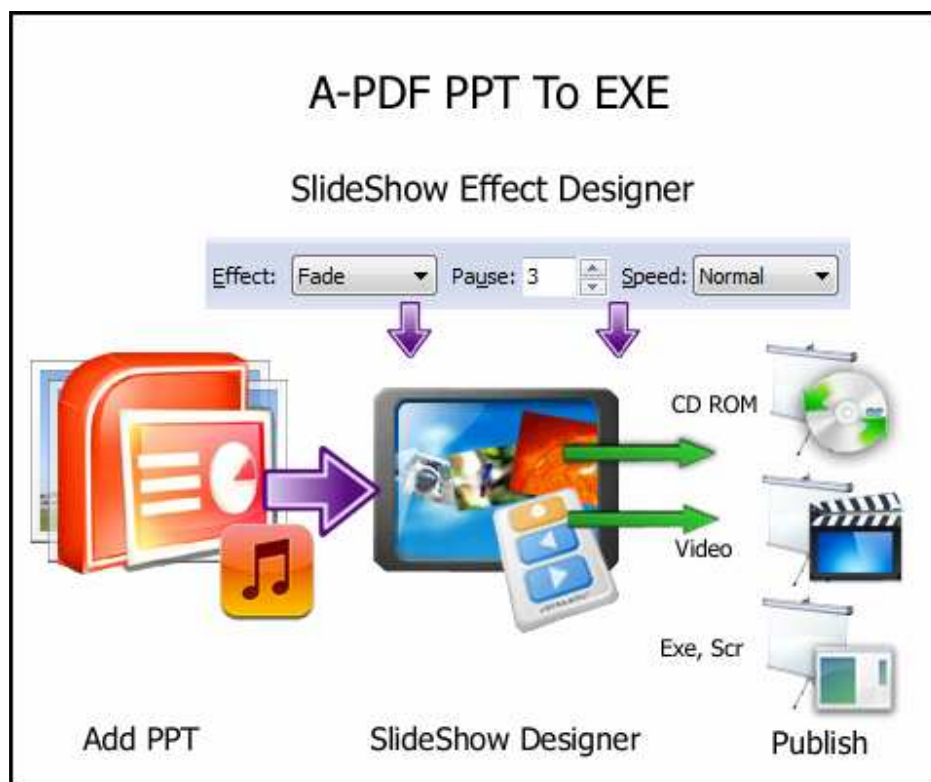 A-PDF PPT To EXE
SlideShow Effect Designer
Effect: Fade Pause: 3 Speed: Normal
CD ROM
Video
Exe, Scr
Add PPT SlideShow Designer Publish